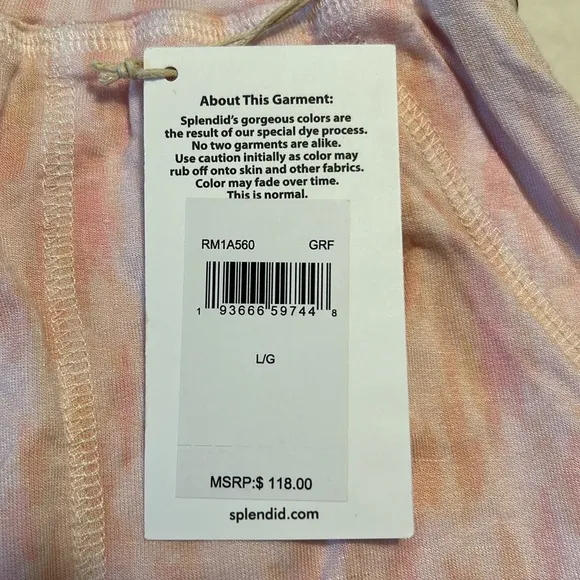 About This Garment:
Splendid's gorgeous colors are
the result of our special dye process.
No two garments are alike.
Use caution initially as color may
rub off onto skin and other fabrics.
Color may fade over time.
This is normal.
RM1A560 GRF
1 93666 59744 8
L/G
MSRP:$ 118.00
splendid.com